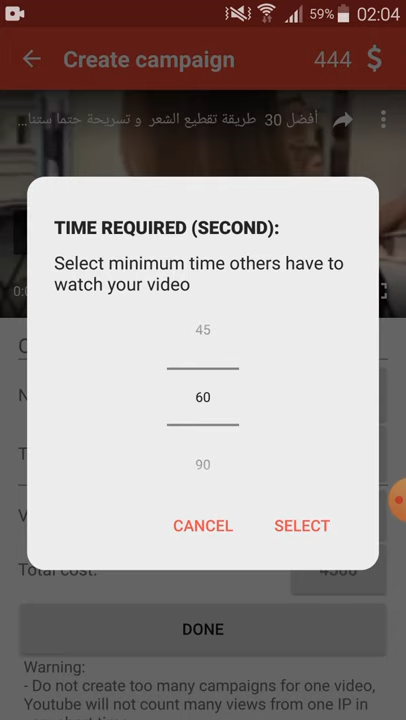 59% 02:04
Create campaign 444 $
أفضل 30 طريقة تقطيع الشعر و تسريحة حتما ستنا...
TIME REQUIRED (SECOND):
Select minimum time others have to
watch your video
45
60
90
CANCEL SELECT
Total cost:
DONE
Warning:
- Do not create too many campaigns for one video,
Youtube will not count many views from one IP in